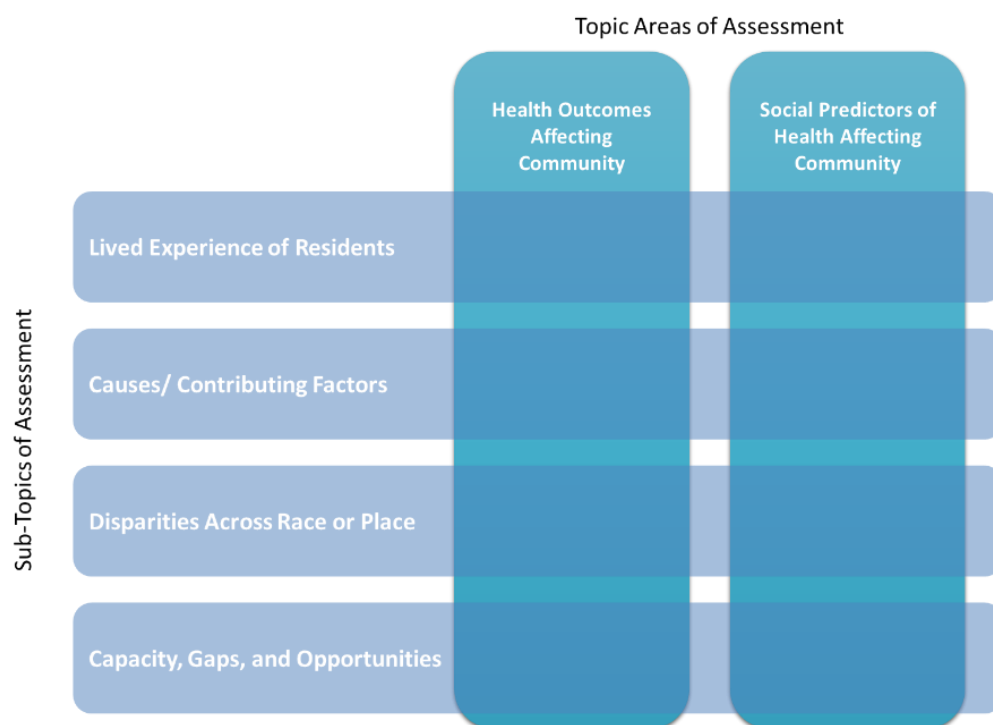 Topic Areas of Assessment
Health Outcomes
Affecting
Community
Social Predictors of
Health Affecting
Community
Sub-Topics of Assessment
Lived Experience of Residents
Causes/ Contributing Factors
Disparities Across Race or Place
Capacity, Gaps, and Opportunities